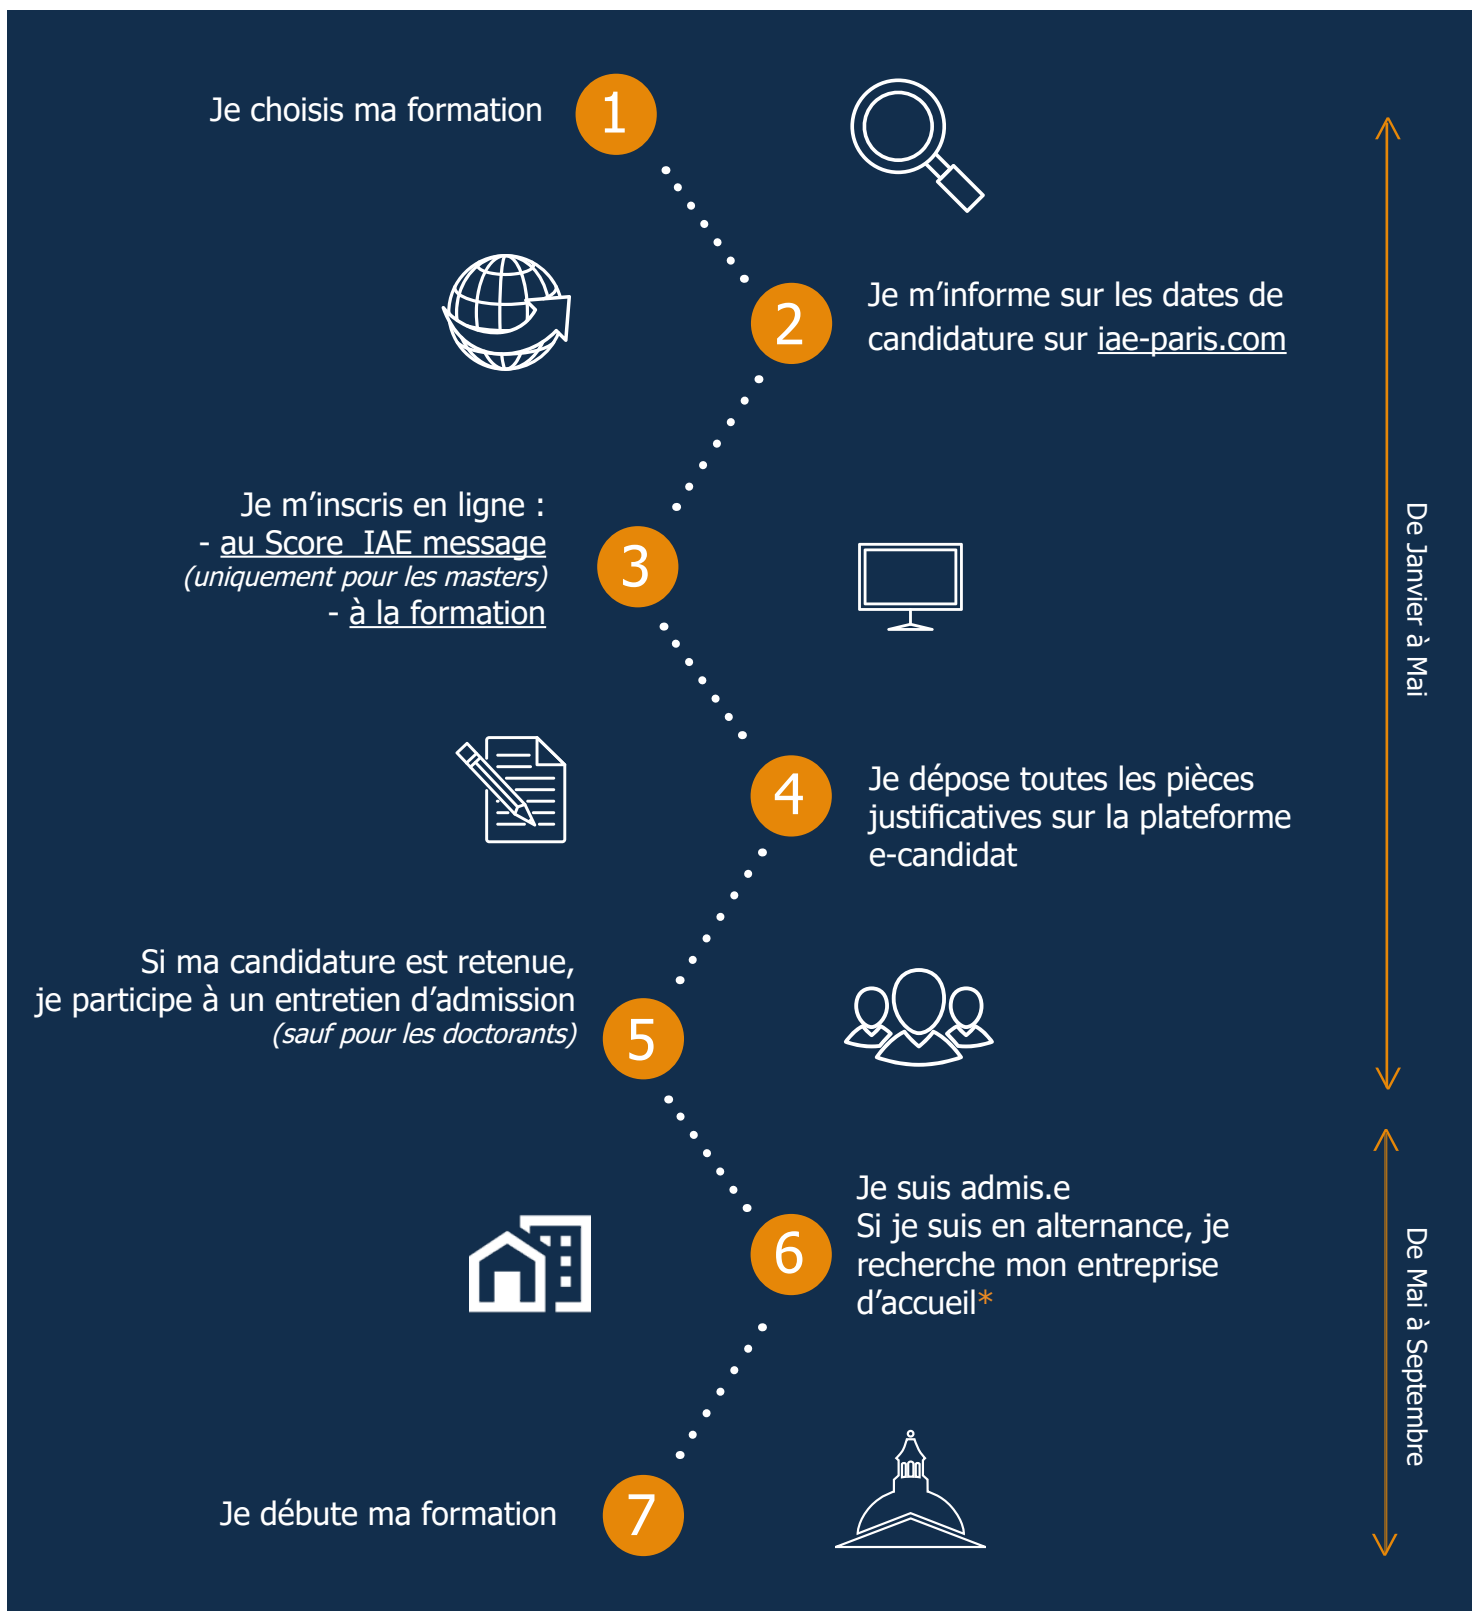 Je choisis ma formation
1
2
Je m’informe sur les dates de
candidature sur iae-paris.com
Je m’inscris en ligne :
- au Score  IAE message
(uniquement pour les masters)
- à la formation
3
4
Je dépose toutes les pièces
justificatives sur la plateforme
e-candidat
Si ma candidature est retenue,
je participe à un entretien d’admission
(sauf pour les doctorants)
5
De Janvier à Mai
6
Je suis admis.e
Si je suis en alternance, je
recherche mon entreprise
d’accueil*
Je débute ma formation
7
De Mai à Septembre